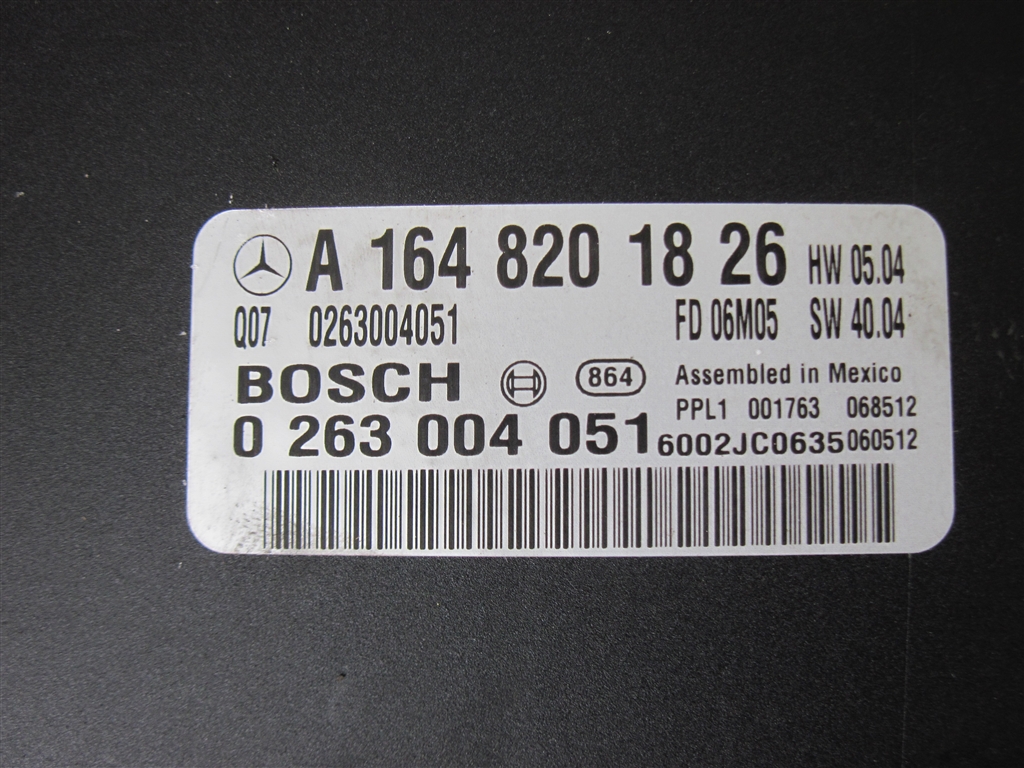 A 164 820 18 26 HW 05.04
Q07 0263004051 FD 06M05 SW 40.04
BOSCH 864 Assembled in Mexico
PPL1 001763 068512
0 263 004 051 6002JC0635 060512